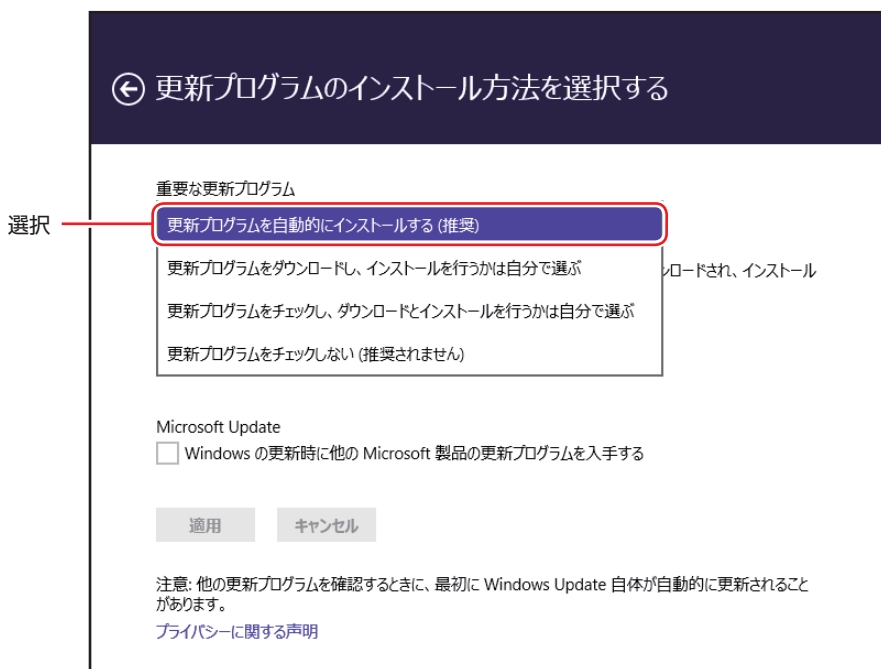 更新プログラムのインストール方法を選択する
重要な更新プログラム
選択
更新プログラムを自動的にインストールする (推奨)
更新プログラムをダウンロードし、インストールを行うかは自分で選ぶ
ロードされ、インストール
更新プログラムをチェックし、ダウンロードとインストールを行うかは自分で選ぶ
更新プログラムをチェックしない (推奨されません)
Microsoft Update
Windows の更新時に他の Microsoft 製品の更新プログラムを入手する
適用 キャンセル
注意: 他の更新プログラムを確認するときに、最初に Windows Update 自体が自動的に更新されること
があります。
プライバシーに関する声明